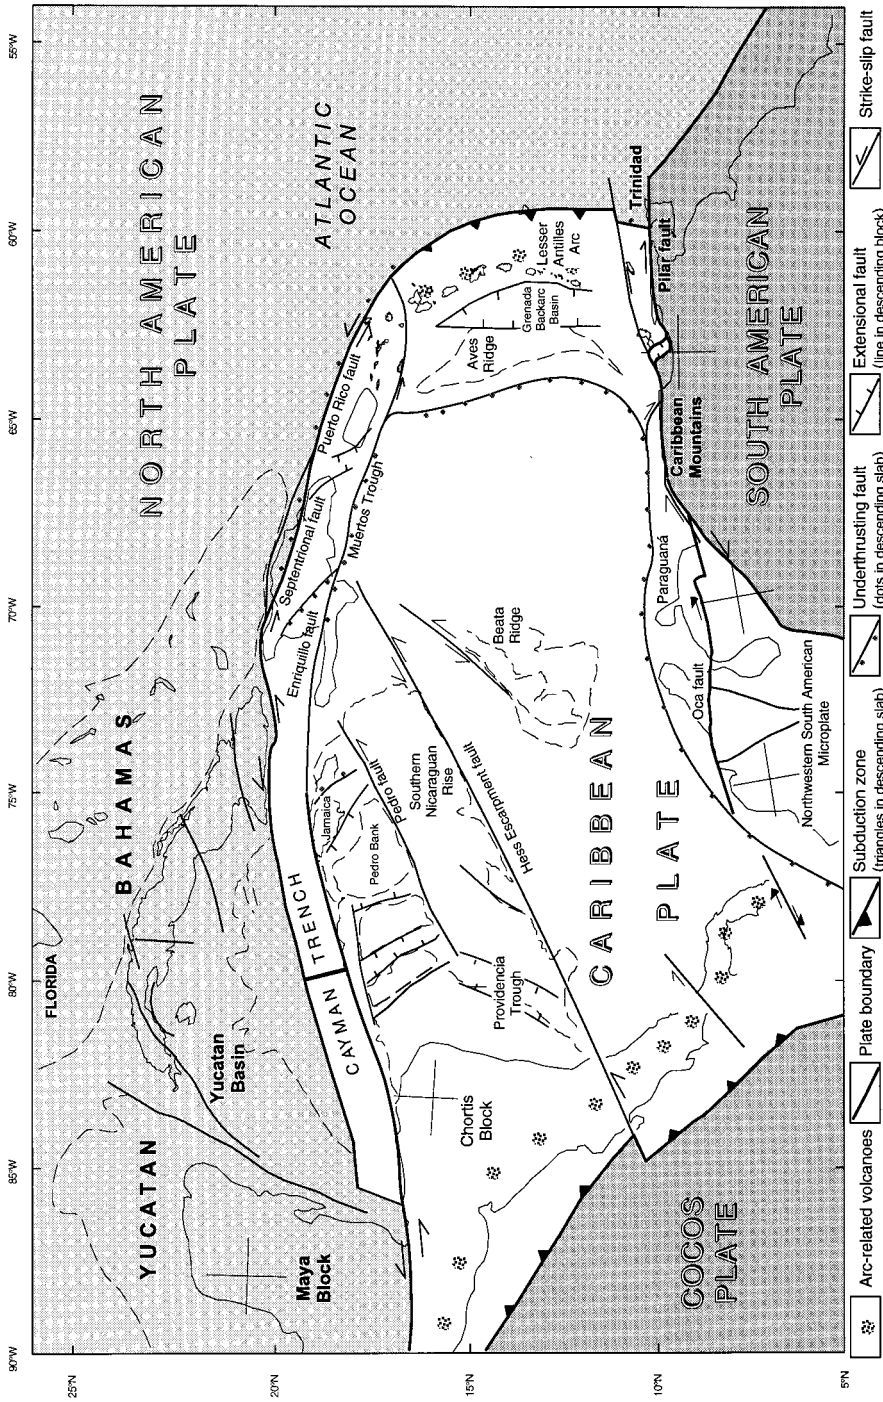 90°W
85°W
80°W
75°W
70°W
65°W
60°W
55°W
25°N
20°N
15°N
10°N
5°N
NORTH AMERICAN
PLATE
ATLANTIC
OCEAN
FLORIDA
BAHAMAS
YUCATAN
Yucatan
Basin
Maya
Block
CAYMAN TRENCH
Septentrional fault
Puerto Rico fault
Enriquillo fault
Muertos Trough
Jamaica
Pedro Bank
Pedro fault
Southern
Nicaraguan
Rise
Hess Escarpment fault
Providencia
Trough
Chortis
Block
Beata
Ridge
Aves
Ridge
Grenada
Backarc
Basin
Lesser
Antilles
Arc
CARIBBEAN
PLATE
Trinidad
Pilar fault
Caribbean
Mountains
Paraguaná
Oca fault
Northwestern South American
Microplate
SOUTH AMERICAN
PLATE
COCOS
PLATE
Arc-related volcanoes
Plate boundary
Subduction zone
(triangles in descending slab)
Underthrusting fault
(dots in descending slab)
Extensional fault
(line in descending block)
Strike-slip fault